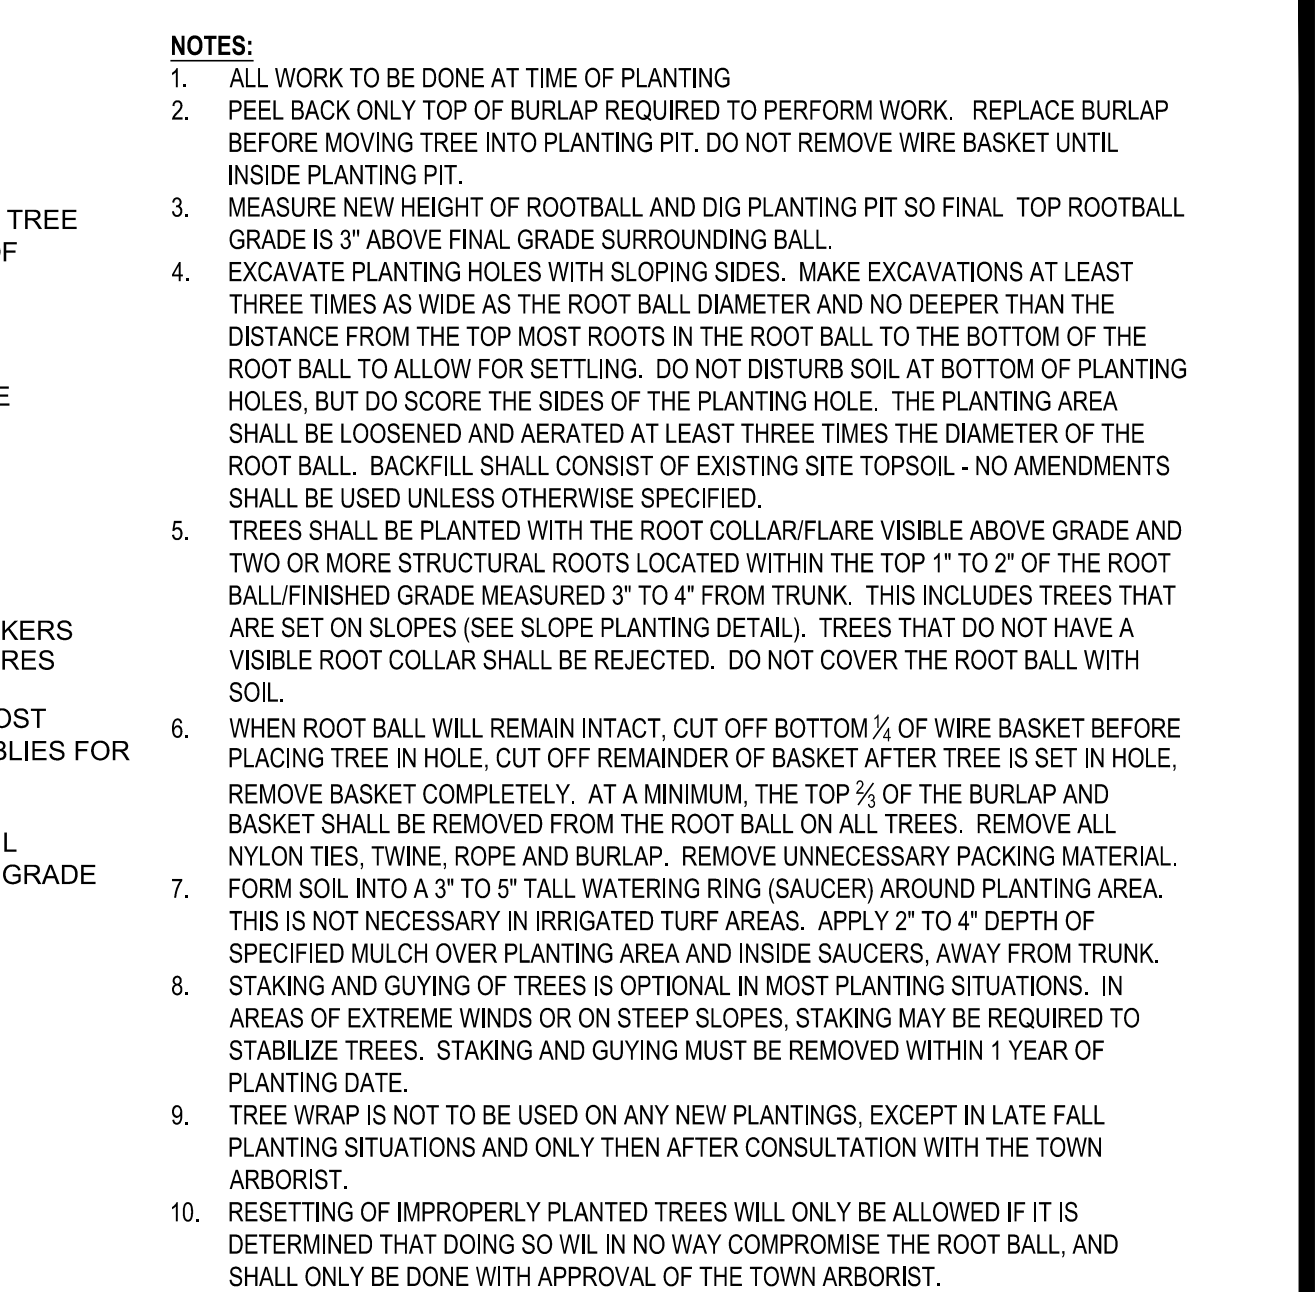 NOTES:
1. ALL WORK TO BE DONE AT TIME OF PLANTING
2. PEEL BACK ONLY TOP OF BURLAP REQUIRED TO PERFORM WORK. REPLACE BURLAP
BEFORE MOVING TREE INTO PLANTING PIT. DO NOT REMOVE WIRE BASKET UNTIL
INSIDE PLANTING PIT.
3. MEASURE NEW HEIGHT OF ROOTBALL AND DIG PLANTING PIT SO FINAL TOP ROOTBALL
GRADE IS 3" ABOVE FINAL GRADE SURROUNDING BALL.
4. EXCAVATE PLANTING HOLES WITH SLOPING SIDES. MAKE EXCAVATIONS AT LEAST
THREE TIMES AS WIDE AS THE ROOT BALL DIAMETER AND NO DEEPER THAN THE
DISTANCE FROM THE TOP MOST ROOTS IN THE ROOT BALL TO THE BOTTOM OF THE
ROOT BALL TO ALLOW FOR SETTLING. DO NOT DISTURB SOIL AT BOTTOM OF PLANTING
HOLES, BUT DO SCORE THE SIDES OF THE PLANTING HOLE. THE PLANTING AREA
SHALL BE LOOSENED AND AERATED AT LEAST THREE TIMES THE DIAMETER OF THE
ROOT BALL. BACKFILL SHALL CONSIST OF EXISTING SITE TOPSOIL - NO AMENDMENTS
SHALL BE USED UNLESS OTHERWISE SPECIFIED.
5. TREES SHALL BE PLANTED WITH THE ROOT COLLAR/FLARE VISIBLE ABOVE GRADE AND
TWO OR MORE STRUCTURAL ROOTS LOCATED WITHIN THE TOP 1" TO 2" OF THE ROOT
BALL/FINISHED GRADE MEASURED 3" TO 4" FROM TRUNK. THIS INCLUDES TREES THAT
ARE SET ON SLOPES (SEE SLOPE PLANTING DETAIL). TREES THAT DO NOT HAVE A
VISIBLE ROOT COLLAR SHALL BE REJECTED. DO NOT COVER THE ROOT BALL WITH
SOIL.
6. WHEN ROOT BALL WILL REMAIN INTACT, CUT OFF BOTTOM ¼ OF WIRE BASKET BEFORE
PLACING TREE IN HOLE, CUT OFF REMAINDER OF BASKET AFTER TREE IS SET IN HOLE,
REMOVE BASKET COMPLETELY. AT A MINIMUM, THE TOP ⅔ OF THE BURLAP AND
BASKET SHALL BE REMOVED FROM THE ROOT BALL ON ALL TREES. REMOVE ALL
NYLON TIES, TWINE, ROPE AND BURLAP. REMOVE UNNECESSARY PACKING MATERIAL.
7. FORM SOIL INTO A 3" TO 5" TALL WATERING RING (SAUCER) AROUND PLANTING AREA.
THIS IS NOT NECESSARY IN IRRIGATED TURF AREAS. APPLY 2" TO 4" DEPTH OF
SPECIFIED MULCH OVER PLANTING AREA AND INSIDE SAUCERS, AWAY FROM TRUNK.
8. STAKING AND GUYING OF TREES IS OPTIONAL IN MOST PLANTING SITUATIONS. IN
AREAS OF EXTREME WINDS OR ON STEEP SLOPES, STAKING MAY BE REQUIRED TO
STABILIZE TREES. STAKING AND GUYING MUST BE REMOVED WITHIN 1 YEAR OF
PLANTING DATE.
9. TREE WRAP IS NOT TO BE USED ON ANY NEW PLANTINGS, EXCEPT IN LATE FALL
PLANTING SITUATIONS AND ONLY THEN AFTER CONSULTATION WITH THE TOWN
ARBORIST.
10. RESETTING OF IMPROPERLY PLANTED TREES WILL ONLY BE ALLOWED IF IT IS
DETERMINED THAT DOING SO WIL IN NO WAY COMPROMISE THE ROOT BALL, AND
SHALL ONLY BE DONE WITH APPROVAL OF THE TOWN ARBORIST.
TREE
KERS
RES
OST
BLIES FOR
L
GRADE